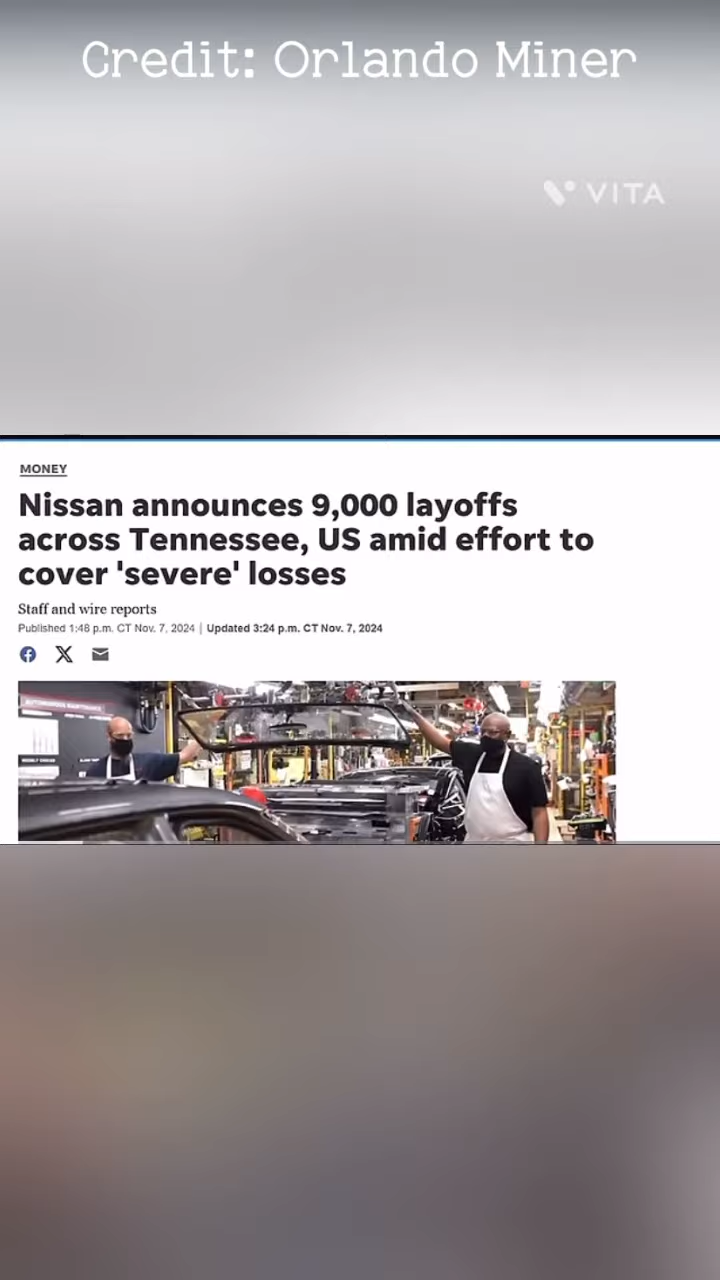 Credit: Orlando Miner
VITA
MONEY
Nissan announces 9,000 layoffs
across Tennessee, US amid effort to
cover 'severe' losses
Staff and wire reports
Published 1:48 p.m. CT Nov. 7, 2024 | Updated 3:24 p.m. CT Nov. 7, 2024